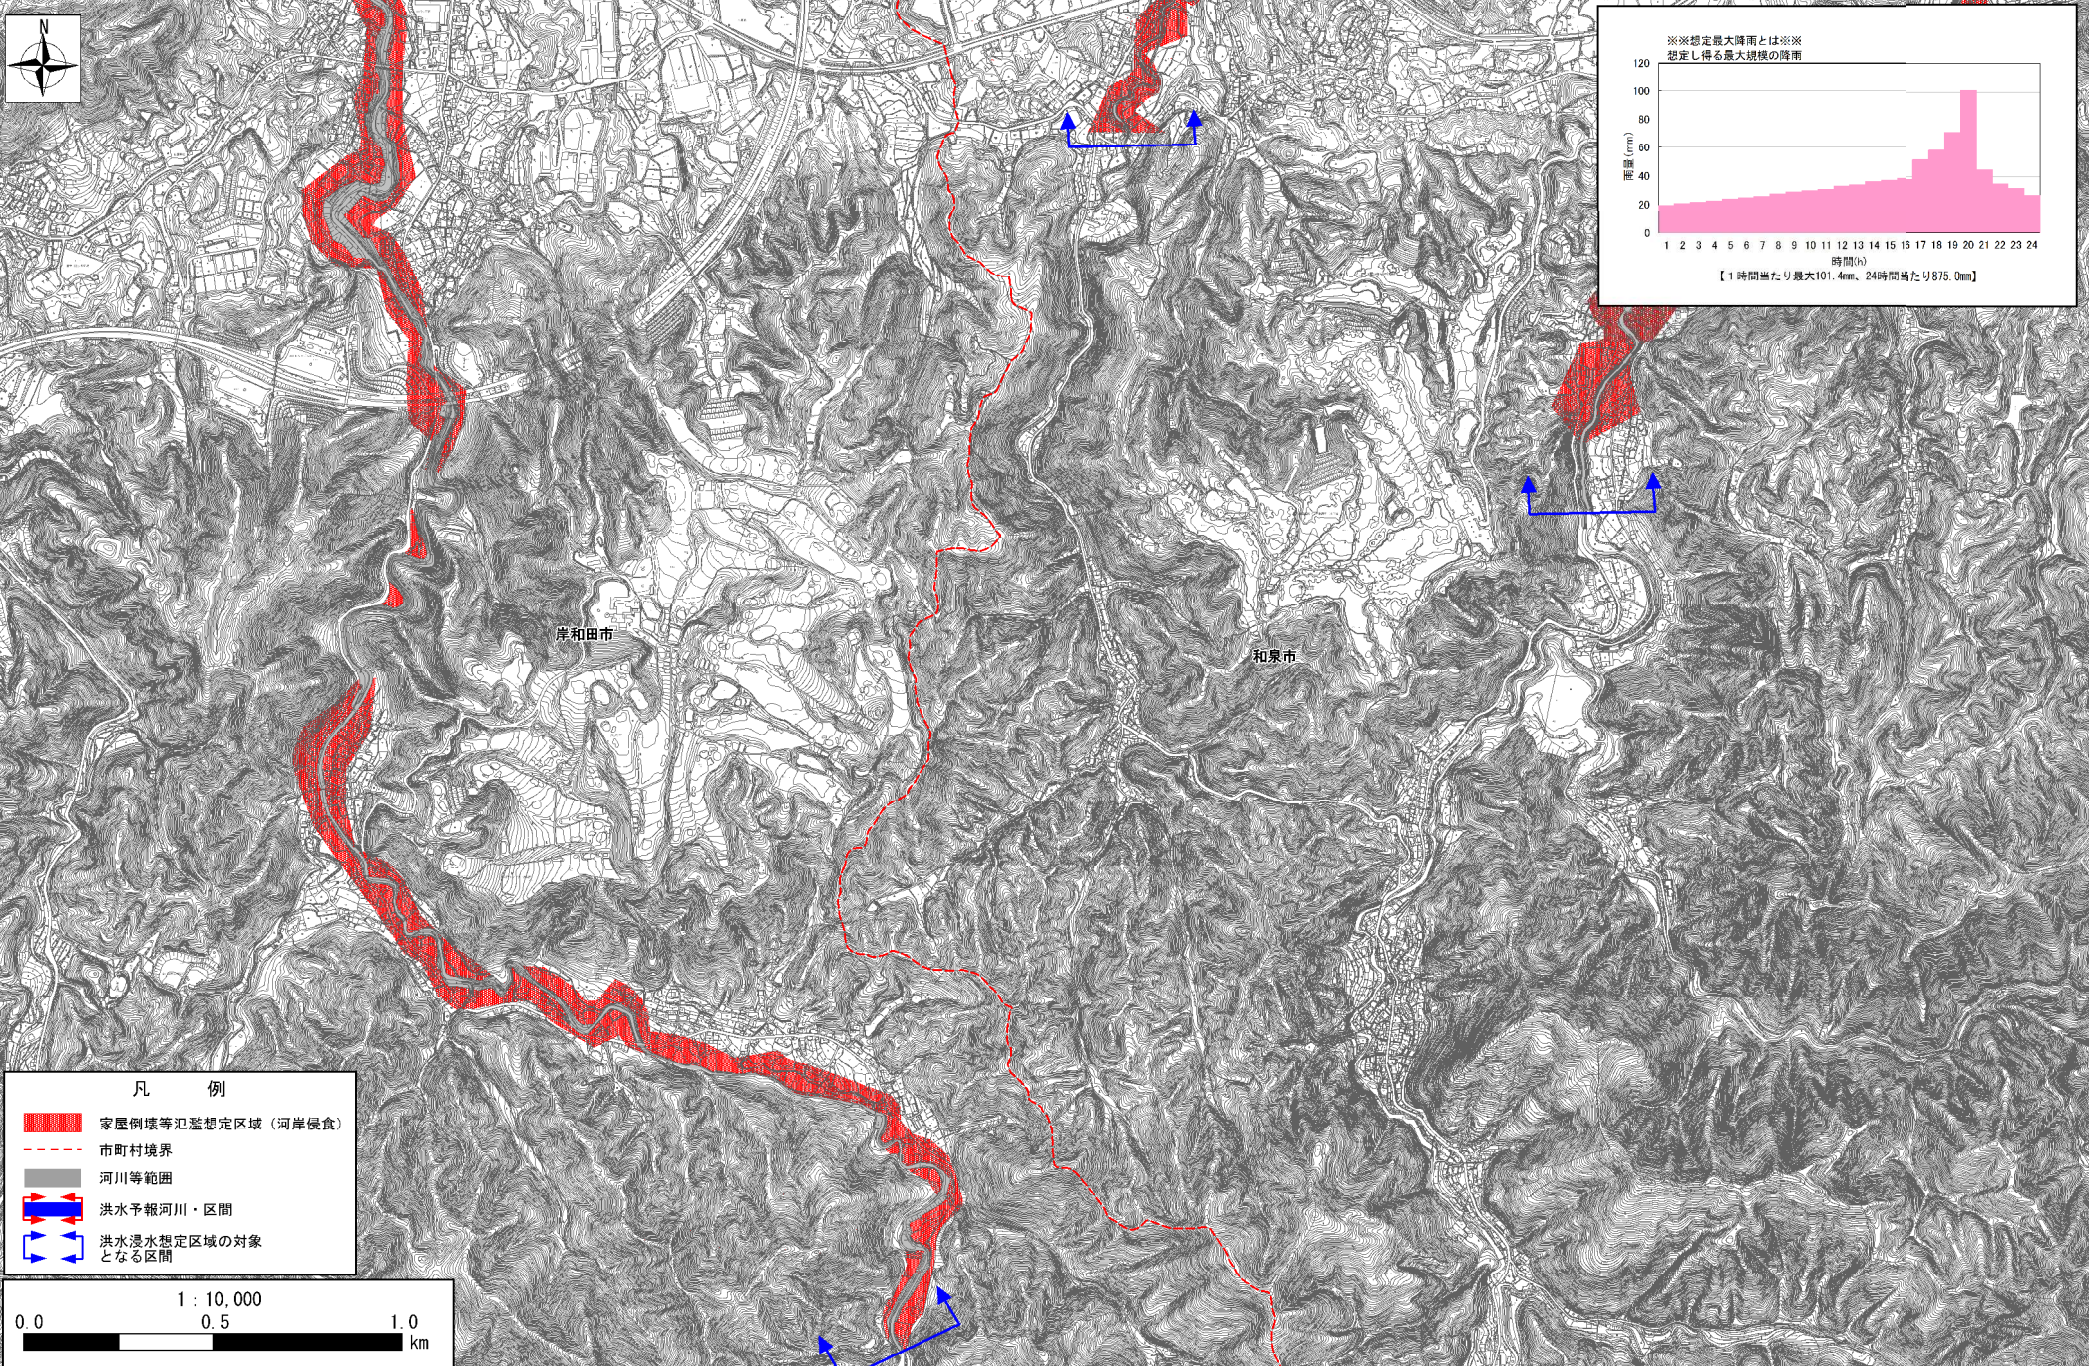 N
※※想定最大降雨とは※※
想定し得る最大規模の降雨
雨量(mm)
120
100
80
60
40
20
0
1 2 3 4 5 6 7 8 9 10 11 12 13 14 15 16 17 18 19 20 21 22 23 24
時間(h)
【１時間当たり最大101.4mm、24時間当たり875.0mm】
岸和田市
和泉市
凡 例
家屋倒壊等氾濫想定区域（河岸侵食）
市町村境界
河川等範囲
洪水予報河川・区間
洪水浸水想定区域の対象
となる区間
1 : 10,000
0.0 0.5 1.0
km